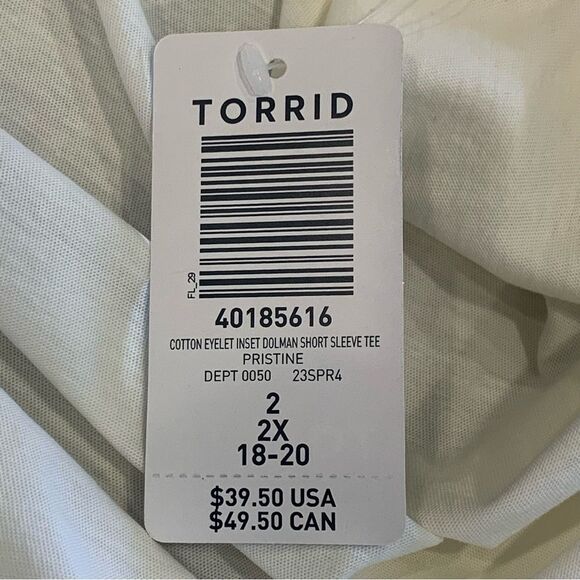 TORRID
FL_29
40185616
COTTON EYELET INSET DOLMAN SHORT SLEEVE TEE
PRISTINE
DEPT 0050 23SPR4
2
2X
18-20
$39.50 USA
$49.50 CAN